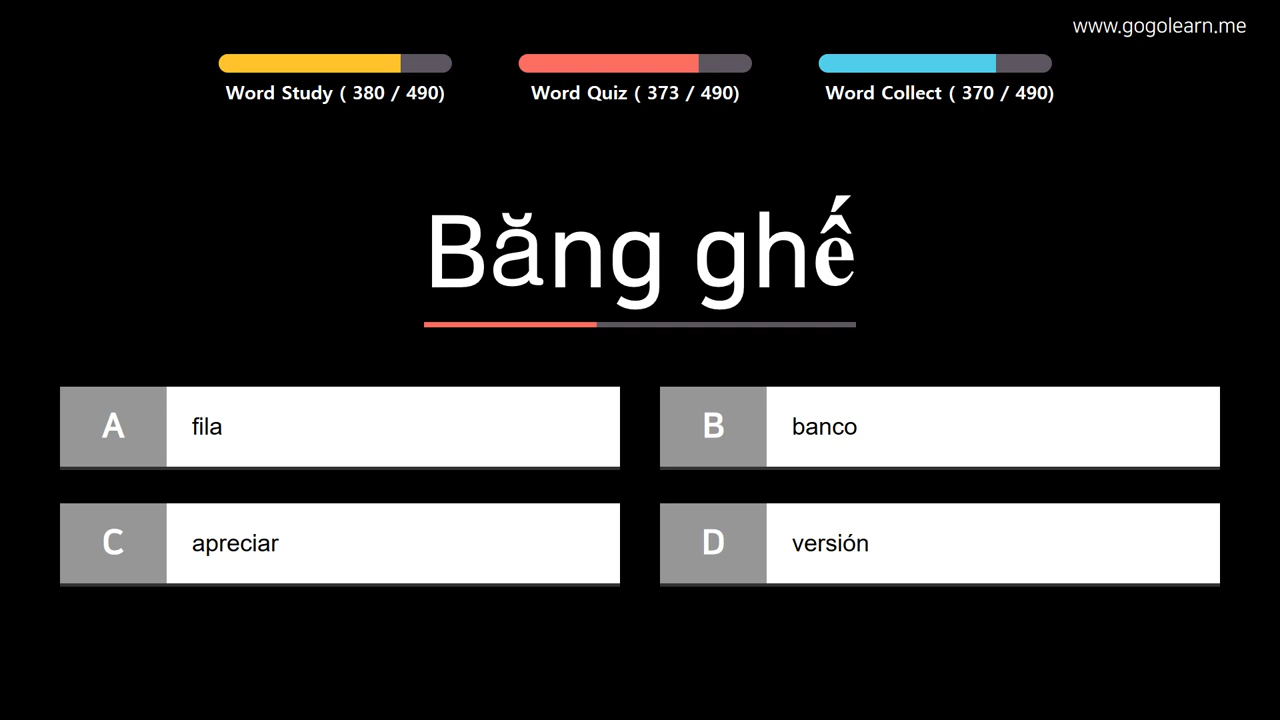 www.gogolearn.me
Word Study ( 380 / 490)
Word Quiz ( 373 / 490)
Word Collect ( 370 / 490)
Băng ghế
A fila
B banco
C apreciar
D versión